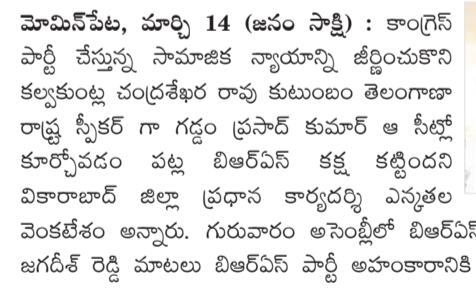 మోమిన్‌పేట, మార్చి 14 (జనం సాక్షి) : కాంగ్రెస్
పార్టీ చేస్తున్న సామాజిక న్యాయాన్ని జీర్ణించుకొని
కల్వకుంట్ల చంద్రశేఖర రావు కుటుంబం తెలంగాణా
రాష్ట్ర స్పీకర్ గా గడ్డం ప్రసాద్ కుమార్ ఆ సీట్లో
కూర్చోవడం పట్ల బిఆర్ఎస్ కక్ష కట్టిందని
వికారాబాద్ జిల్లా ప్రధాన కార్యదర్శి ఎన్కతల
వెంకటేశం అన్నారు. గురువారం అసెంబ్లీలో బిఆర్ఎస్
జగదీశ్ రెడ్డి మాటలు బిఆర్ఎస్ పార్టీ అహంకారానికి